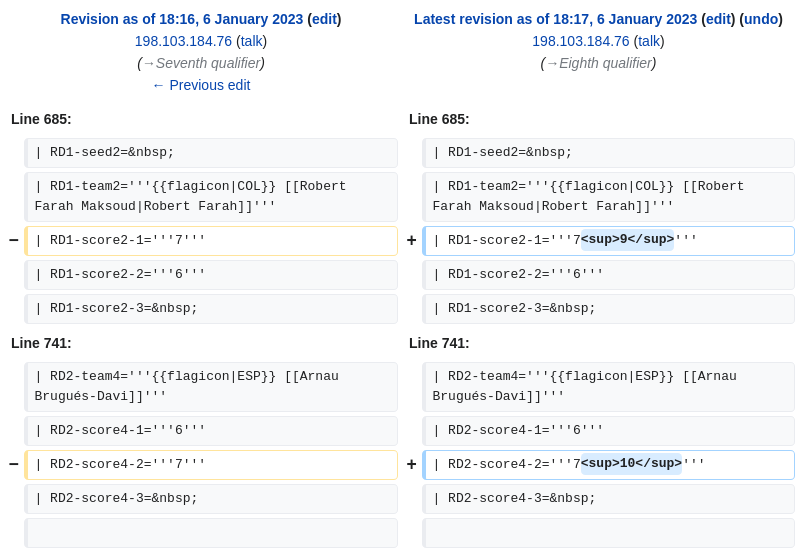 Revision as of 18:16, 6 January 2023 (edit)
198.103.184.76 (talk)
(→Seventh qualifier)
← Previous edit
Latest revision as of 18:17, 6 January 2023 (edit) (undo)
198.103.184.76 (talk)
(→Eighth qualifier)
Line 685:
Line 685:
| RD1-seed2=&nbsp;
| RD1-seed2=&nbsp;
| RD1-team2='''{{flagicon|COL}} [[Robert
Farah Maksoud|Robert Farah]]'''
| RD1-team2='''{{flagicon|COL}} [[Robert
Farah Maksoud|Robert Farah]]'''
− | RD1-score2-1='''7'''
+ | RD1-score2-1='''7<sup>9</sup>'''
| RD1-score2-2='''6'''
| RD1-score2-2='''6'''
| RD1-score2-3=&nbsp;
| RD1-score2-3=&nbsp;
Line 741:
Line 741:
| RD2-team4='''{{flagicon|ESP}} [[Arnau
Brugués-Davi]]'''
| RD2-team4='''{{flagicon|ESP}} [[Arnau
Brugués-Davi]]'''
| RD2-score4-1='''6'''
| RD2-score4-1='''6'''
− | RD2-score4-2='''7'''
+ | RD2-score4-2='''7<sup>10</sup>'''
| RD2-score4-3=&nbsp;
| RD2-score4-3=&nbsp;